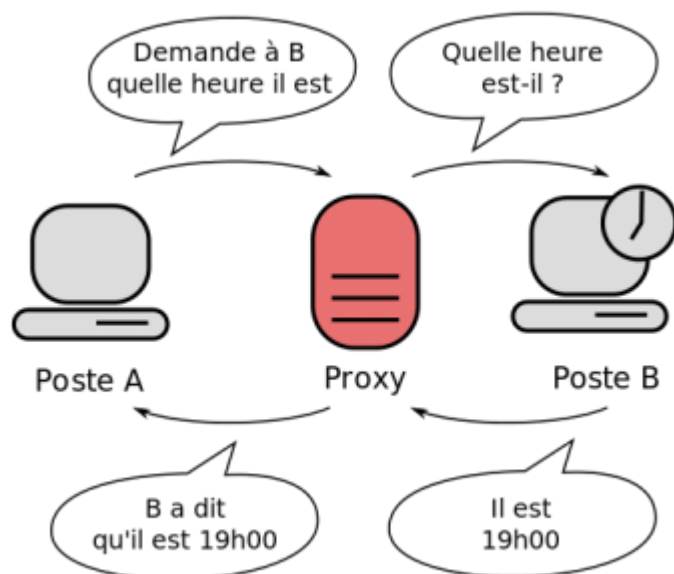 Demande à B
quelle heure il est
Quelle heure
est-il ?
Poste A
Proxy
Poste B
B a dit
qu'il est 19h00
Il est
19h00